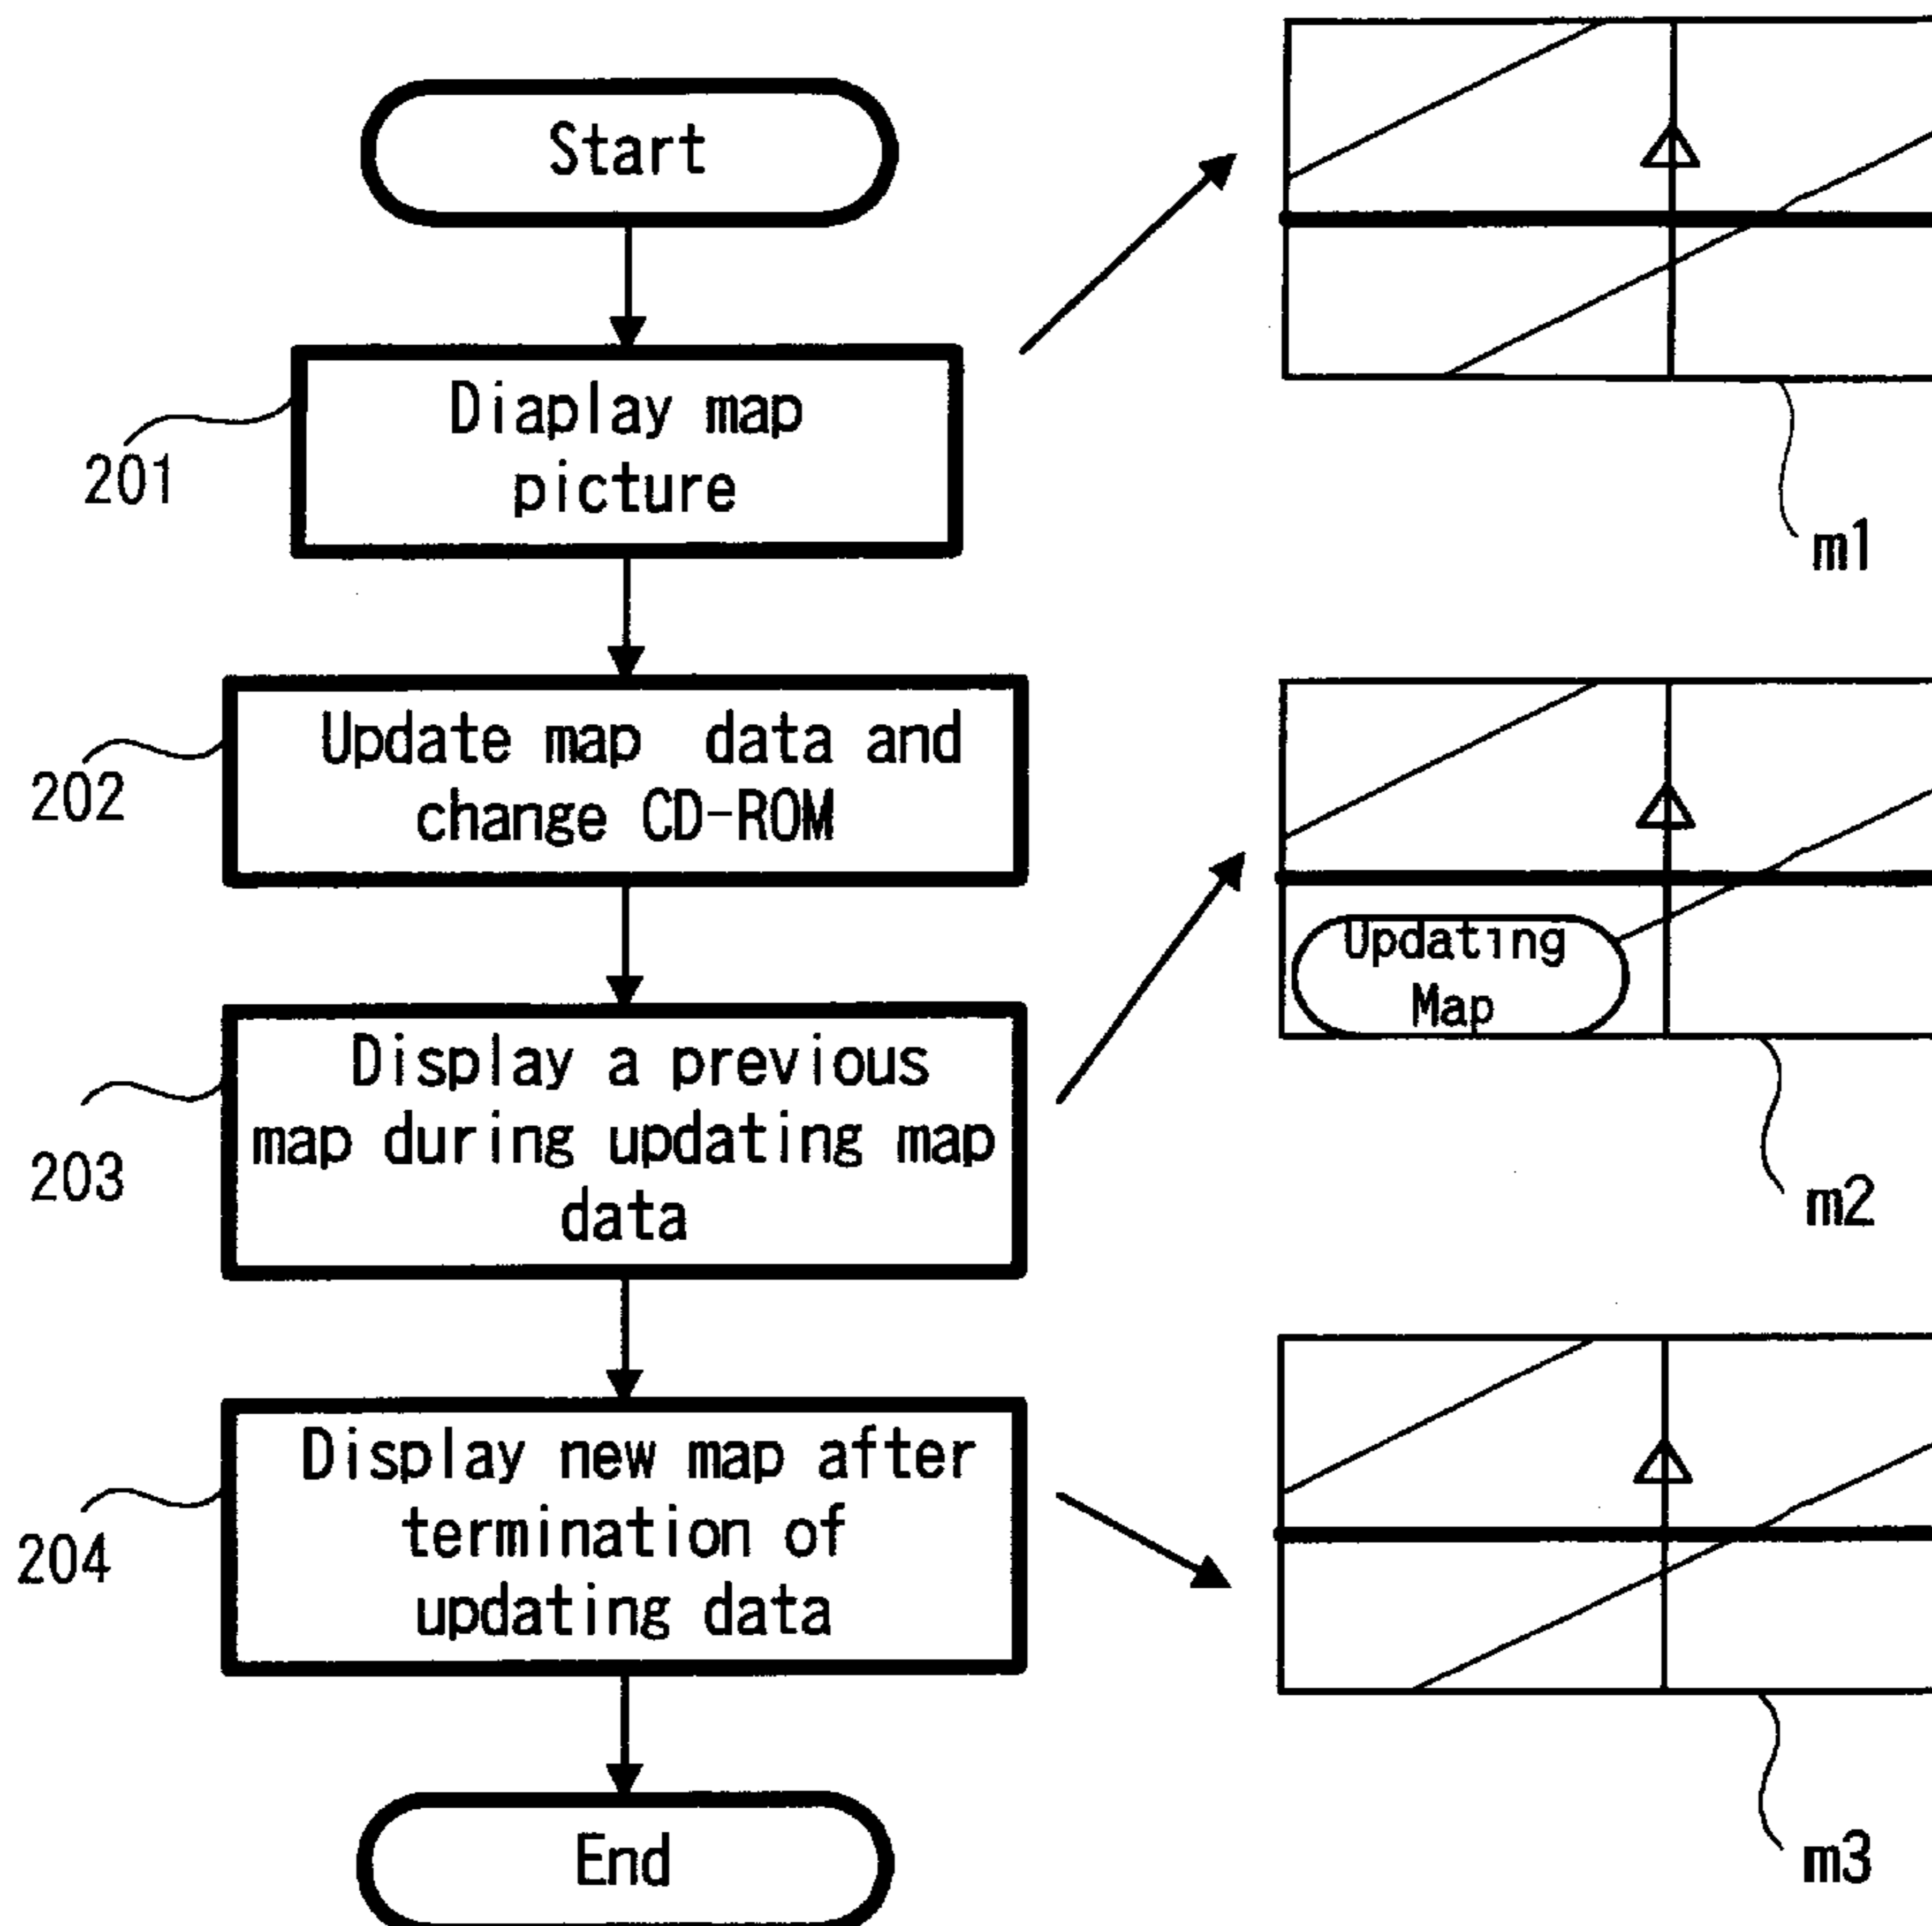 Start
Diaplay map
picture
201
m1
Update map data and
change CD-ROM
202
Updating
Map
Display a previous
map during updating map
data
203
m2
Display new map after
termination of
updating data
204
End
m3